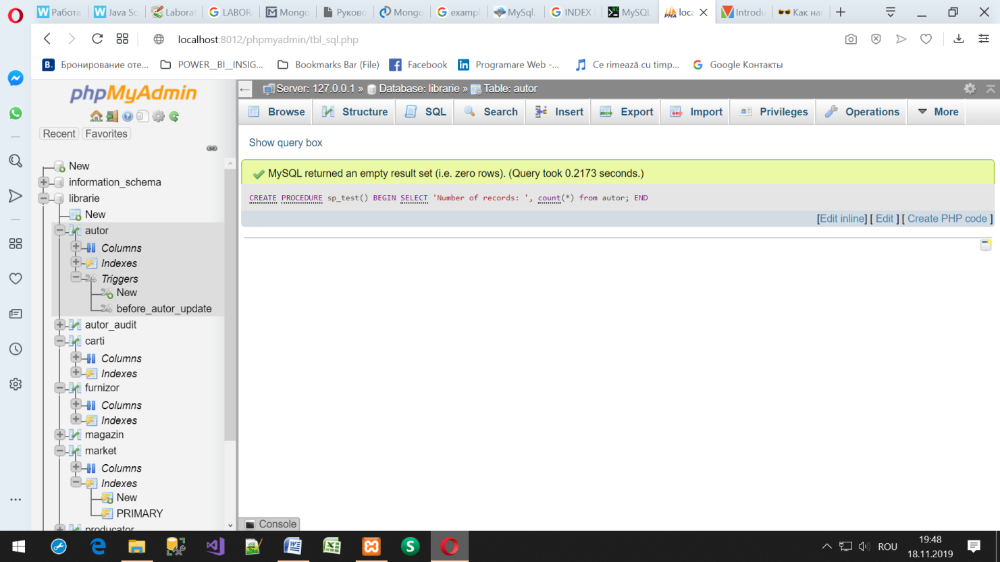 Работа
Java Sc
Laborat
LABOR
Mongo
Руково
Mongo
exampl
MySql.
INDEX
MySQL
loca
Introdu
Как на
localhost:8012/phpmyadmin/tbl_sql.php
Бронирование оте...
POWER__BI__INSIG...
Bookmarks Bar (File)
Facebook
Programare Web -...
Ce rimează cu timp...
Google Контакты
phpMyAdmin
Recent
Favorites
New
information_schema
librarie
New
autor
Columns
Indexes
Triggers
New
before_autor_update
autor_audit
carti
Columns
Indexes
furnizor
Columns
Indexes
magazin
market
Columns
Indexes
New
PRIMARY
producator
Server: 127.0.0.1 » Database: librarie » Table: autor
Browse
Structure
SQL
Search
Insert
Export
Import
Privileges
Operations
More
Show query box
MySQL returned an empty result set (i.e. zero rows). (Query took 0.2173 seconds.)
CREATE PROCEDURE sp_test() BEGIN SELECT 'Number of records: ', count(*) from autor; END
[Edit inline] [ Edit ] [ Create PHP code ]
Console
ROU
19:48
18.11.2019